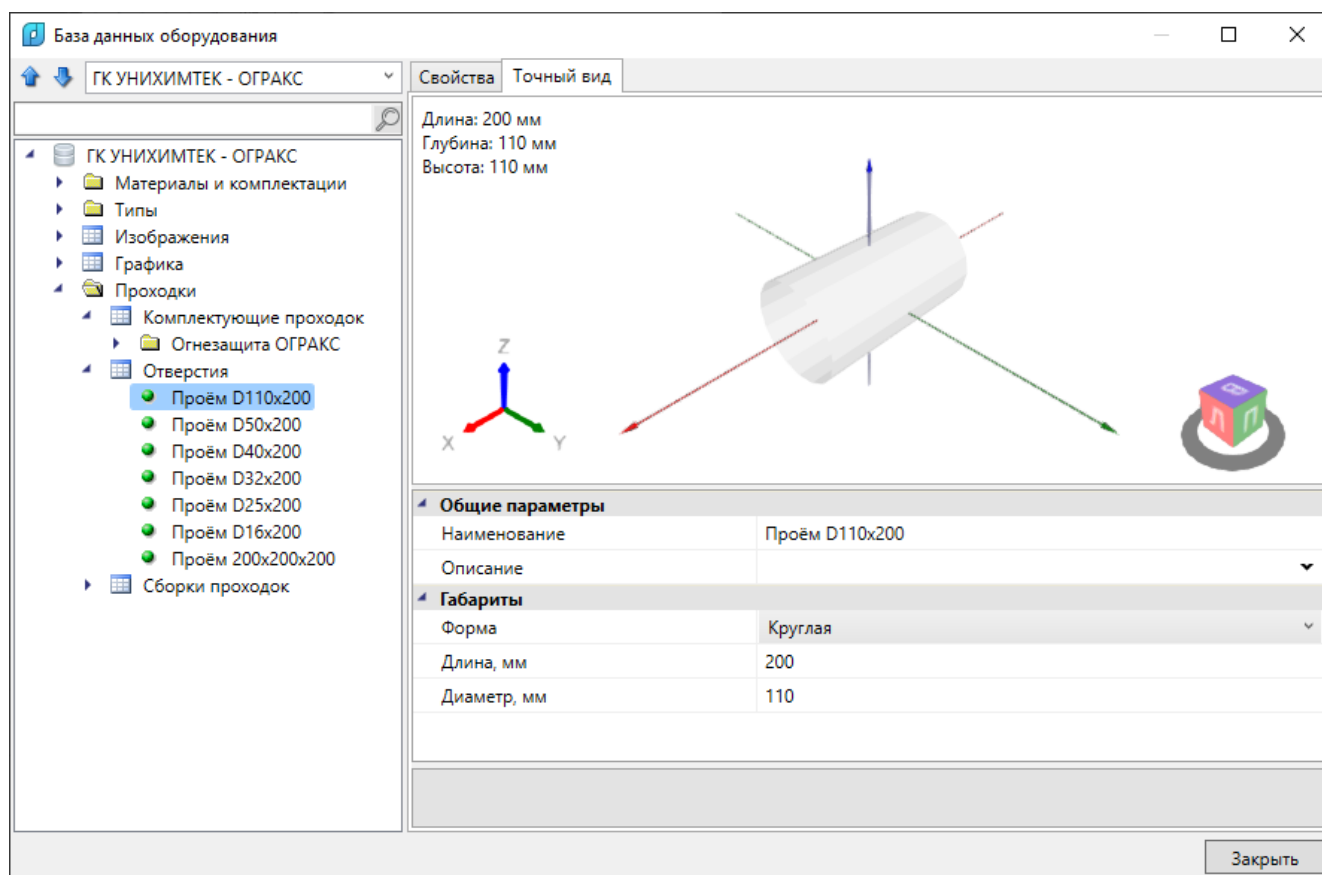 База данных оборудования
ГК УНИХИМТЕК - ОГРАКС
ГК УНИХИМТЕК - ОГРАКС
Материалы и комплектации
Типы
Изображения
Графика
Проходки
Комплектующие проходок
Огнезащита ОГРАКС
Отверстия
Проём D110x200
Проём D50x200
Проём D40x200
Проём D32x200
Проём D25x200
Проём D16x200
Проём 200x200x200
Сборки проходок
Свойства Точный вид
Длина: 200 мм
Глубина: 110 мм
Высота: 110 мм
Z
X
Y
В
Л
П
Общие параметры
Наименование Проём D110x200
Описание
Габариты
Форма Круглая
Длина, мм 200
Диаметр, мм 110
Закрыть